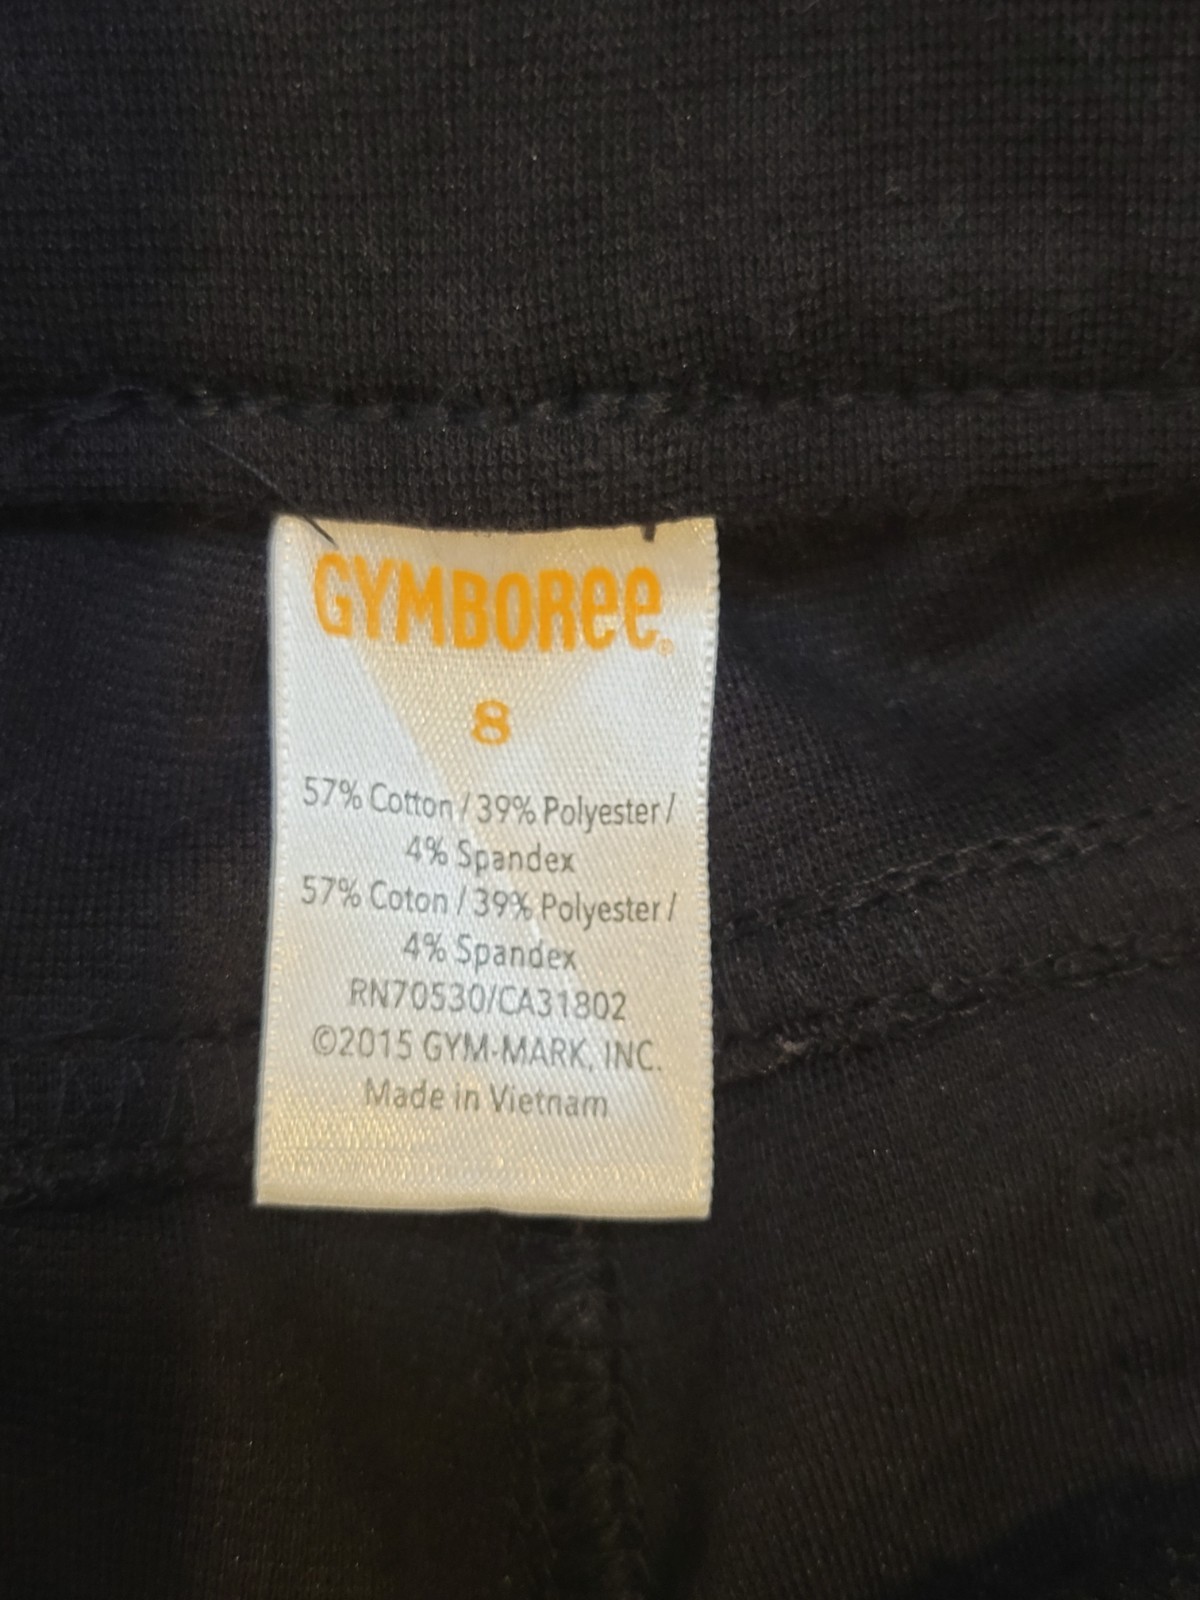 GYMBOREE®
8
57% Cotton / 39% Polyester /
4% Spandex
57% Coton / 39% Polyester /
4% Spandex
RN70530/CA31802
©2015 GYM-MARK, INC.
Made in Vietnam